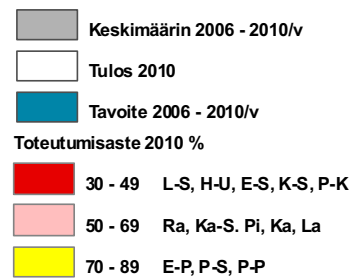 Keskimäärin 2006 - 2010/v
Tulos 2010
Tavoite 2006 - 2010/v
Toteutumisaste 2010 %
30 - 49 L-S, H-U, E-S, K-S, P-K
50 - 69 Ra, Ka-S. Pi, Ka, La
70 - 89 E-P, P-S, P-P